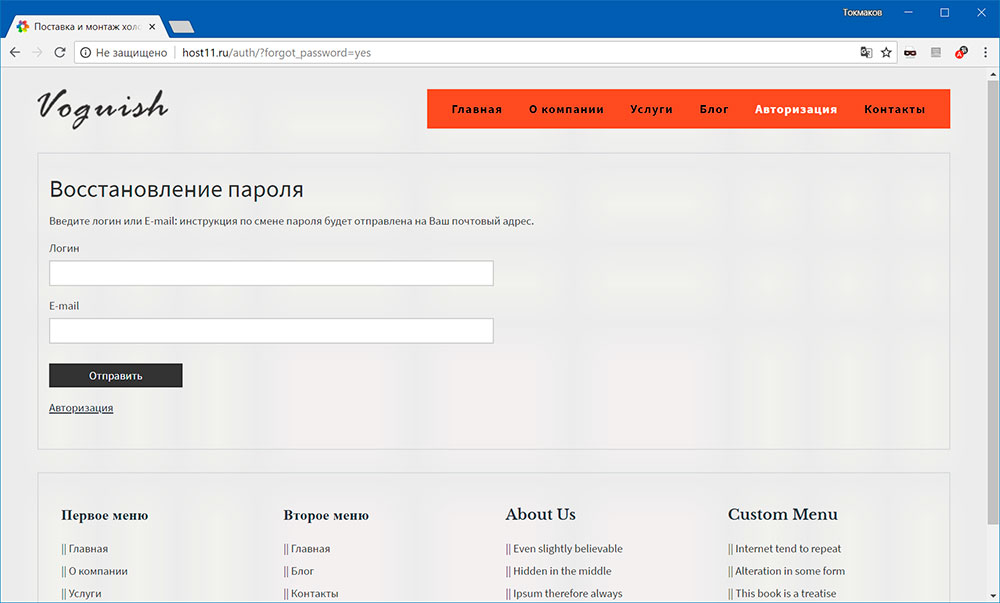 Токмаков
Поставка и монтаж холо
Не защищено host11.ru/auth/?forgot_password=yes
Voguish
Главная О компании Услуги Блог Авторизация Контакты
Восстановление пароля
Введите логин или E-mail: инструкция по смене пароля будет отправлена на Ваш почтовый адрес.
Логин
E-mail
Отправить
Авторизация
Первое меню Второе меню About Us Custom Menu
|| Главная || Главная || Even slightly believable || Internet tend to repeat
|| О компании || Блог || Hidden in the middle || Alteration in some form
|| Услуги || Контакты || Ipsum therefore always || This book is a treatise